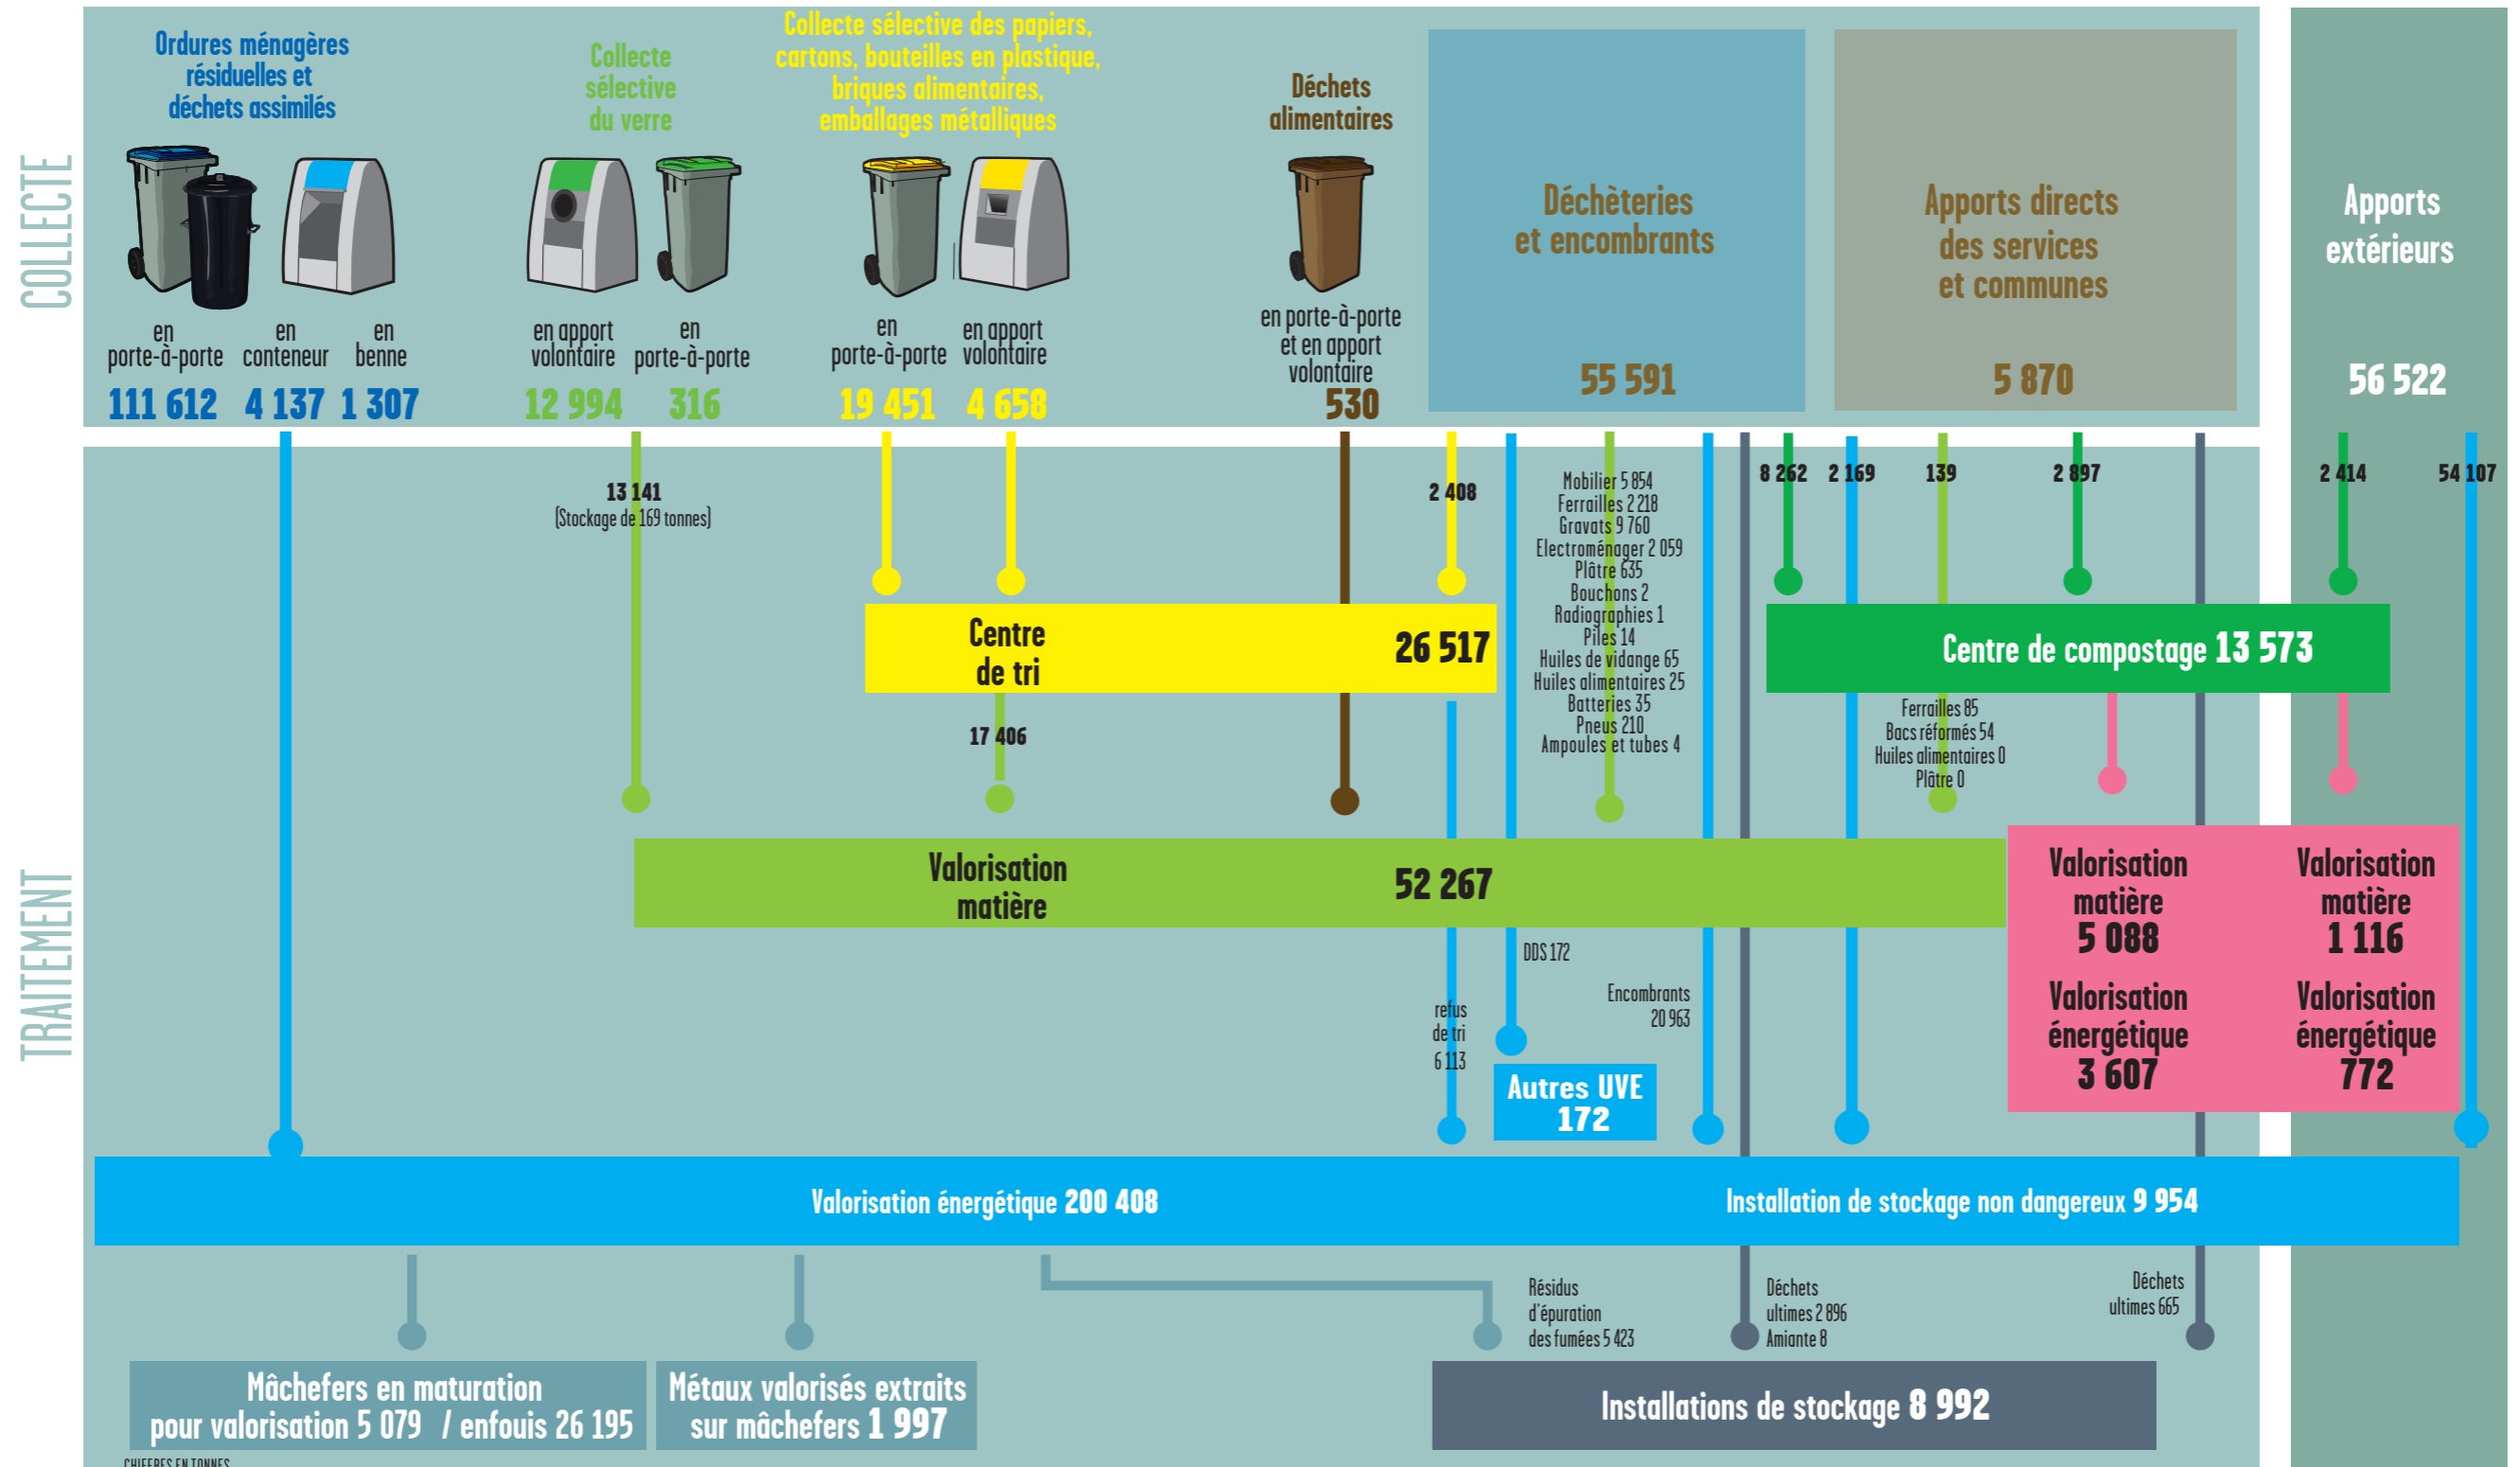 COLLECTE
Ordures ménagères
résiduelles et
déchets assimilés
en
porte-à-porte
111 612
en
conteneur
4 137
en
benne
1 307
Collecte
sélective
du verre
en apport
volontaire
12 994
en
porte-à-porte
316
Collecte sélective des papiers,
cartons, bouteilles en plastique,
briques alimentaires,
emballages métalliques
en
porte-à-porte
19 451
en apport
volontaire
4 658
Déchets
alimentaires
en porte-à-porte
et en apport
volontaire
530
Déchèteries
et encombrants
55 591
Apports directs
des services
et communes
5 870
Apports
extérieurs
56 522
TRAITEMENT
13 141
(Stockage de 169 tonnes)
2 408
Mobilier 5 854
Ferrailles 2 218
Gravats 9 760
Electroménager 2 059
Plâtre 635
Bouchons 2
Radiographies 1
Piles 14
Huiles de vidange 65
Huiles alimentaires 25
Batteries 35
Pneus 210
Ampoules et tubes 4
8 262
2 169
139
2 897
2 414
54 107
Centre
de tri
26 517
Centre de compostage 13 573
17 406
Ferrailles 85
Bacs réformés 54
Huiles alimentaires 0
Plâtre 0
Valorisation
matière
52 267
Valorisation
matière
5 088
Valorisation
énergétique
3 607
Valorisation
matière
1 116
Valorisation
énergétique
772
DDS 172
refus
de tri
6 113
Encombrants
20 963
Autres UVE
172
Valorisation énergétique 200 408
Installation de stockage non dangereux 9 954
Résidus
d'épuration
des fumées 5 423
Déchets
ultimes 2 896
Amiante 8
Déchets
ultimes 665
Mâchefers en maturation
pour valorisation 5 079 / enfouis 26 195
Métaux valorisés extraits
sur mâchefers 1 997
Installations de stockage 8 992
CHIFFRES EN TONNES